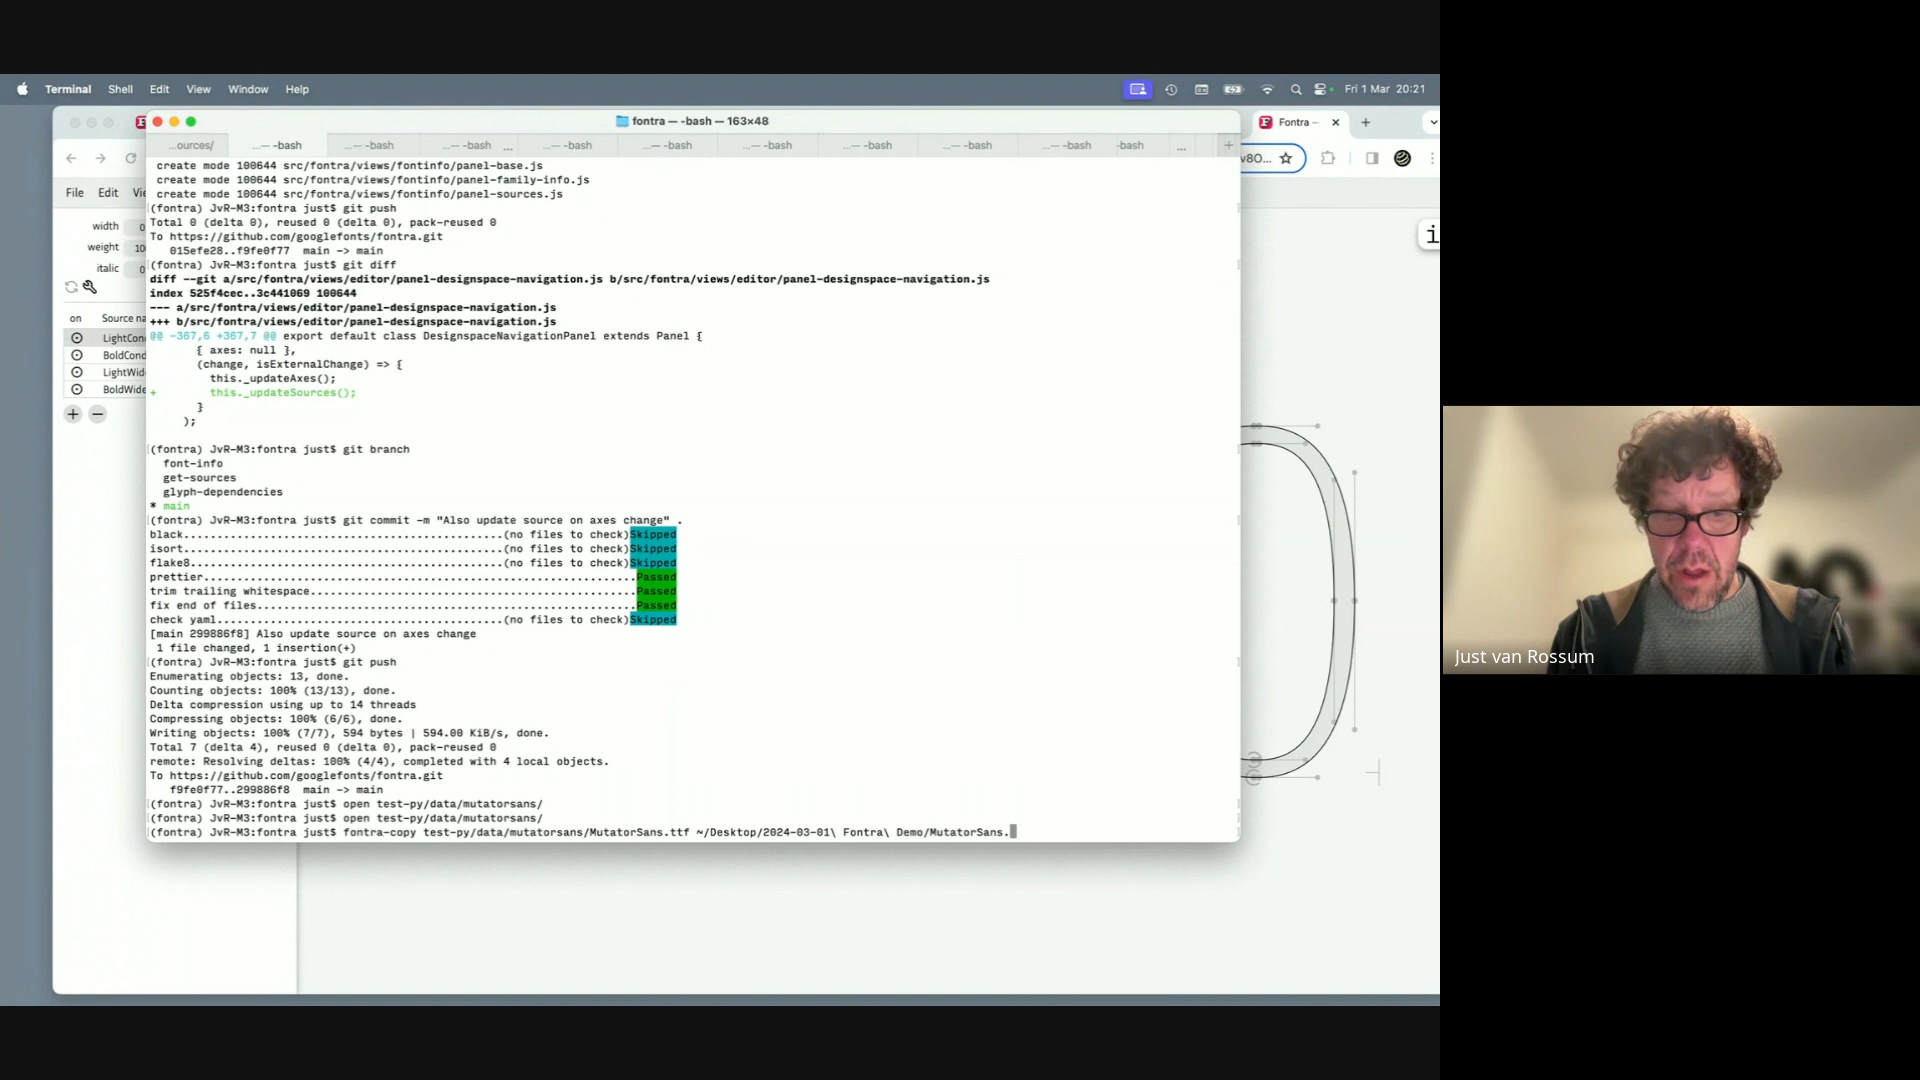 Terminal Shell Edit View Window Help
Fri 1 Mar 20:21
fontra — -bash — 163×48
Fontra –
...ources/ ...— -bash ...— -bash ...— -bash ... ...— -bash ...— -bash ...— -bash ...— -bash ...— -bash ...— -bash -bash ...
v8O...
File Edit Vie
width 0
weight 10
italic 0
on Source na
LightCon
BoldCond
LightWid
BoldWide
create mode 100644 src/fontra/views/fontinfo/panel-base.js
create mode 100644 src/fontra/views/fontinfo/panel-family-info.js
create mode 100644 src/fontra/views/fontinfo/panel-sources.js
(fontra) JvR-M3:fontra just$ git push
Total 0 (delta 0), reused 0 (delta 0), pack-reused 0
To https://github.com/googlefonts/fontra.git
015efe28..f9fe0f77  main -> main
(fontra) JvR-M3:fontra just$ git diff
diff --git a/src/fontra/views/editor/panel-designspace-navigation.js b/src/fontra/views/editor/panel-designspace-navigation.js
index 525f4cec..3c441069 100644
--- a/src/fontra/views/editor/panel-designspace-navigation.js
+++ b/src/fontra/views/editor/panel-designspace-navigation.js
@@ -367,6 +367,7 @@ export default class DesignspaceNavigationPanel extends Panel {
{ axes: null },
(change, isExternalChange) => {
this._updateAxes();
+ this._updateSources();
}
);
(fontra) JvR-M3:fontra just$ git branch
font-info
get-sources
glyph-dependencies
* main
(fontra) JvR-M3:fontra just$ git commit -m "Also update source on axes change" .
black................................................(no files to check)Skipped
isort................................................(no files to check)Skipped
flake8...............................................(no files to check)Skipped
prettier.................................................................Passed
trim trailing whitespace.................................................Passed
fix end of files.........................................................Passed
check yaml...........................................(no files to check)Skipped
[main 299886f8] Also update source on axes change
1 file changed, 1 insertion(+)
(fontra) JvR-M3:fontra just$ git push
Enumerating objects: 13, done.
Counting objects: 100% (13/13), done.
Delta compression using up to 14 threads
Compressing objects: 100% (6/6), done.
Writing objects: 100% (7/7), 594 bytes | 594.00 KiB/s, done.
Total 7 (delta 4), reused 0 (delta 0), pack-reused 0
remote: Resolving deltas: 100% (4/4), completed with 4 local objects.
To https://github.com/googlefonts/fontra.git
f9fe0f77..299886f8  main -> main
(fontra) JvR-M3:fontra just$ open test-py/data/mutatorsans/
(fontra) JvR-M3:fontra just$ open test-py/data/mutatorsans/
(fontra) JvR-M3:fontra just$ fontra-copy test-py/data/mutatorsans/MutatorSans.ttf ~/Desktop/2024-03-01\ Fontra\ Demo/MutatorSans.
Just van Rossum